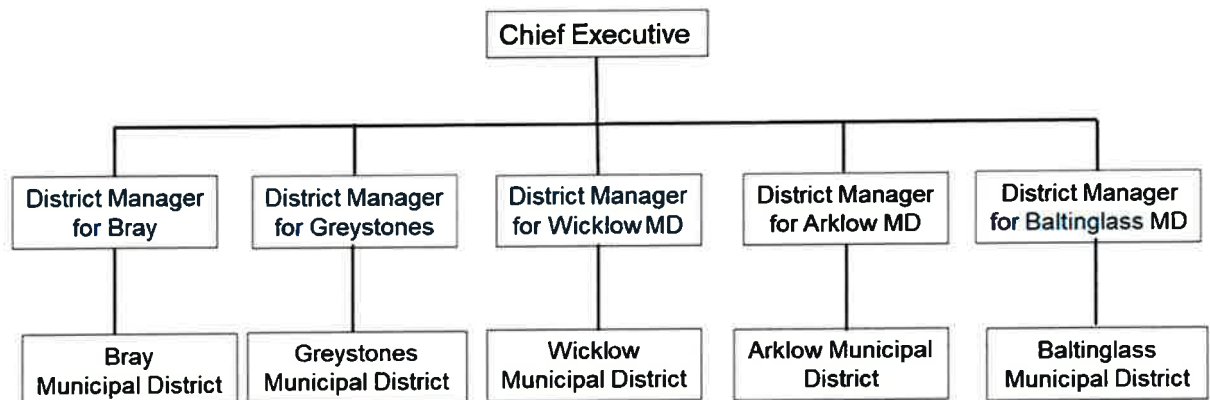 Chief Executive
District Manager
for Bray
District Manager
for Greystones
District Manager
for Wicklow MD
District Manager
for Arklow MD
District Manager
for Baltinglass MD
Bray
Municipal District
Greystones
Municipal District
Wicklow
Municipal District
Arklow Municipal
District
Baltinglass
Municipal District